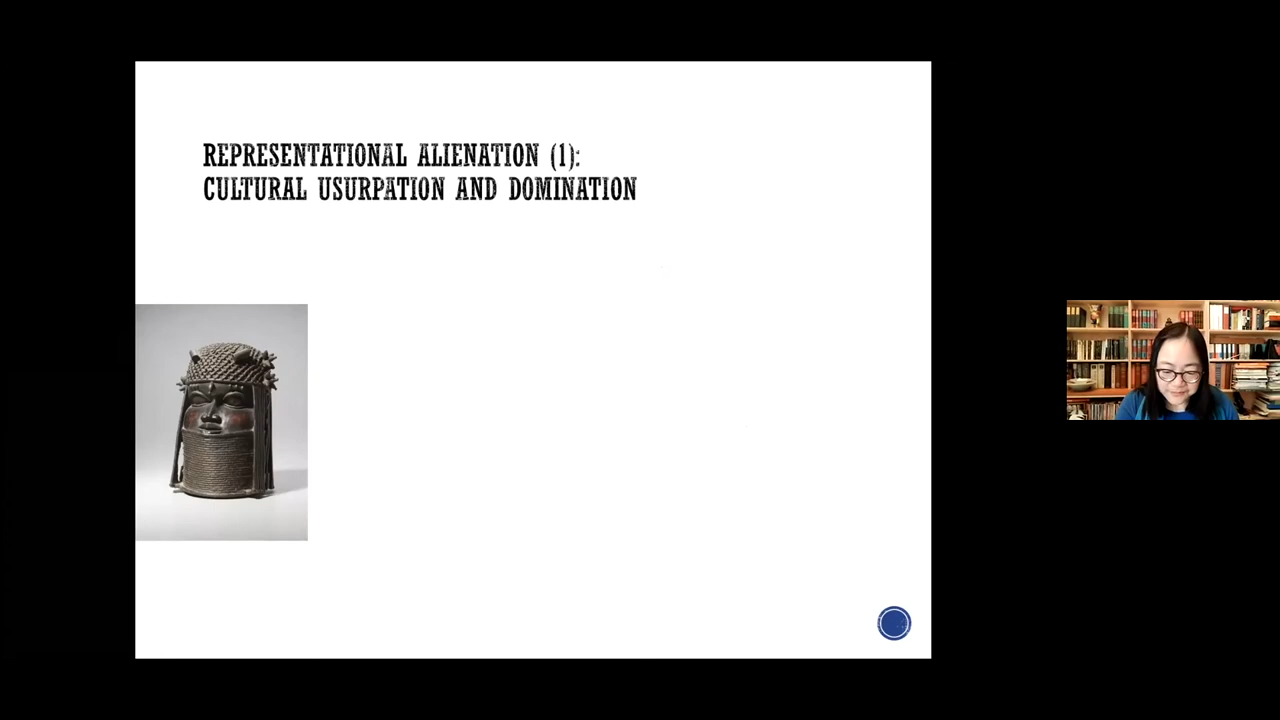 REPRESENTATIONAL ALIENATION (1):
CULTURAL USURPATION AND DOMINATION